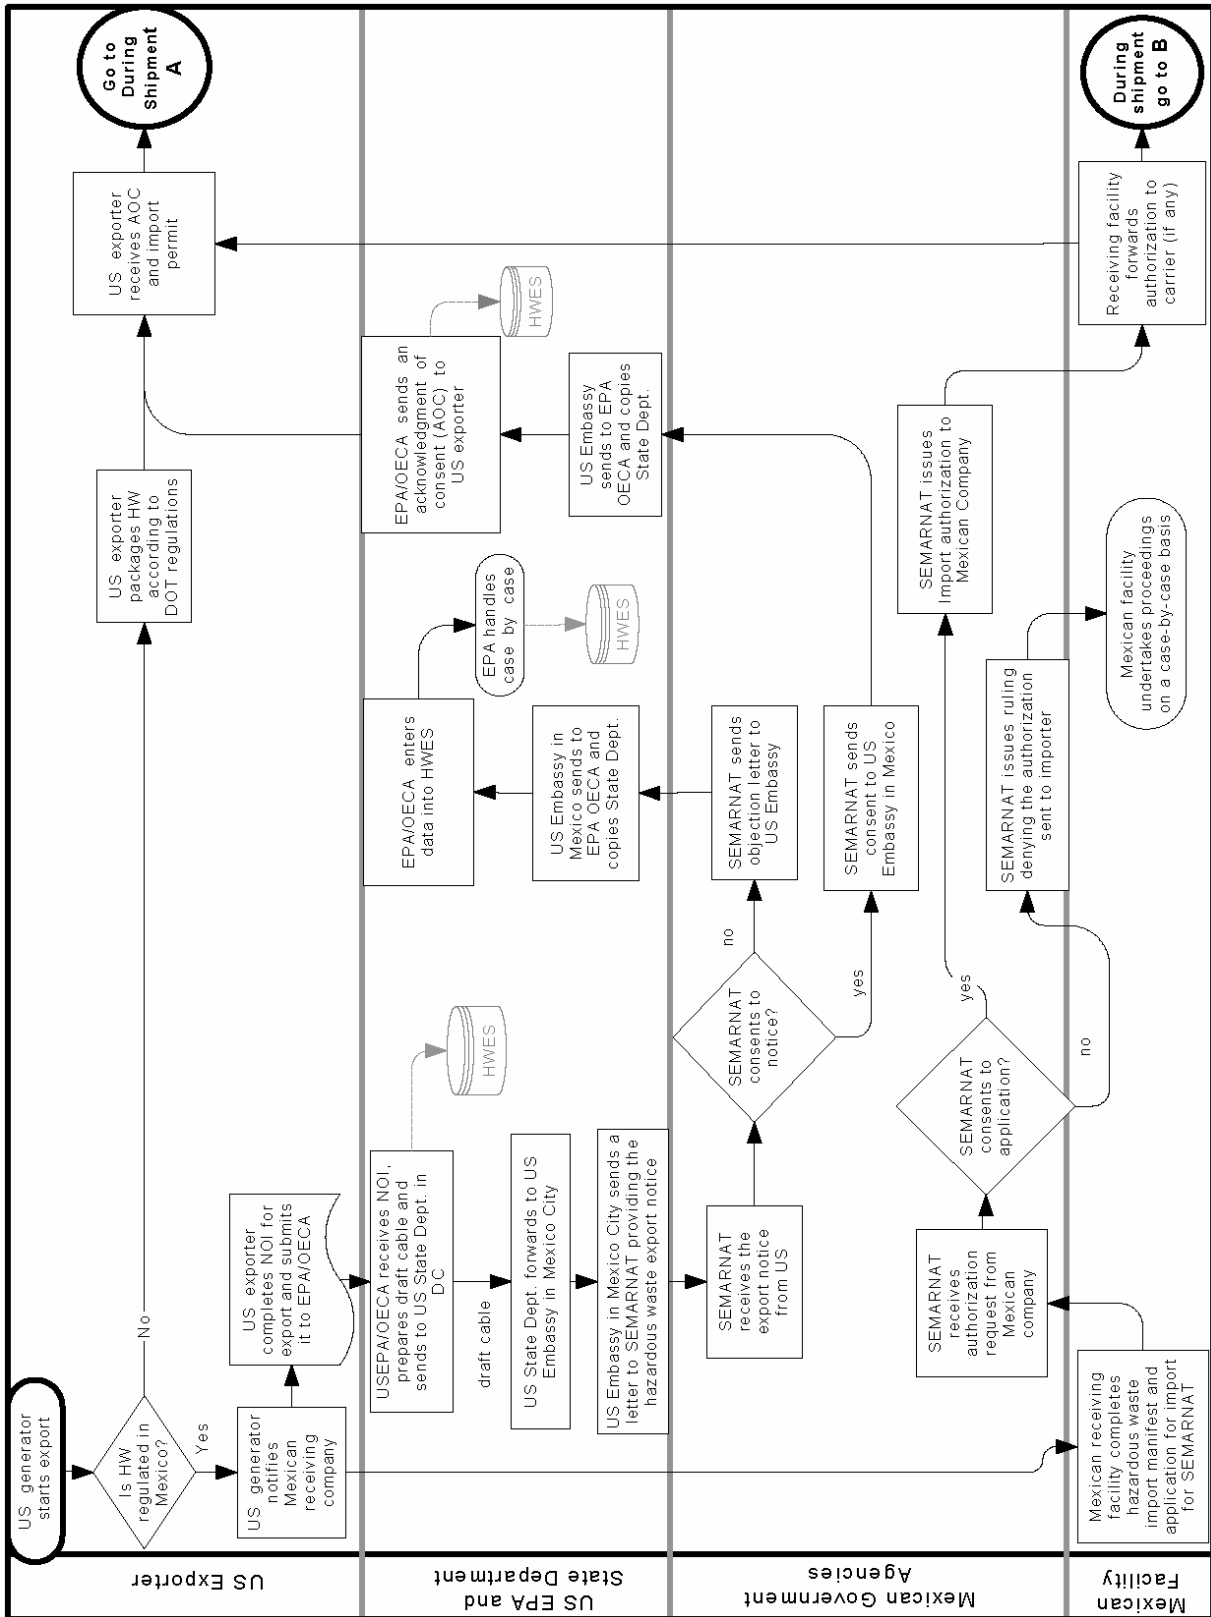 US Exporter
US EPA and
State Department
Mexican Government
Agencies
Mexican
Facility
US generator
starts export
Is HW
regulated in
Mexico?
No
Yes
US generator
notifies
Mexican
receiving
company
US exporter
completes NOI for
export and submits
it to EPA/OECA
US exporter
packages HW
according to
DOT regulations
US exporter
receives AOC
and import
permit
Go to
During
Shipment
A
USEPA/OECA receives NOI,
prepares draft cable and
sends to US State Dept. in
DC
HWES
draft cable
US State Dept. forwards to US
Embassy in Mexico City
US Embassy in Mexico City sends a
letter to SEMARNAT providing the
hazardous waste export notice
EPA/OECA enters
data into HWES
EPA handles
case by case
HWES
US Embassy in
Mexico sends to
EPA OECA and
copies State Dept.
EPA/OECA sends an
acknowledgment of
consent (AOC) to
US exporter
HWES
US Embassy
sends to EPA
OECA and copies
State Dept.
SEMARNAT
receives the
export notice
from US
SEMARNAT
consents to
notice?
no
yes
SEMARNAT sends
objection letter to
US Embassy
SEMARNAT sends
consent to US
Embassy in Mexico
SEMARNAT
receives
authorization
request from
Mexican
company
SEMARNAT
consents to
application?
yes
no
SEMARNAT issues
Import authorization to
Mexican Company
SEMARNAT issues ruling
denying the authorization
sent to importer
Mexican receiving
facility completes
hazardous waste
import manifest and
application for import
for SEMARNAT
Mexican facility
undertakes proceedings
on a case-by-case basis
Receiving facility
forwards
authorization to
carrier (if any)
During
shipment
go to B